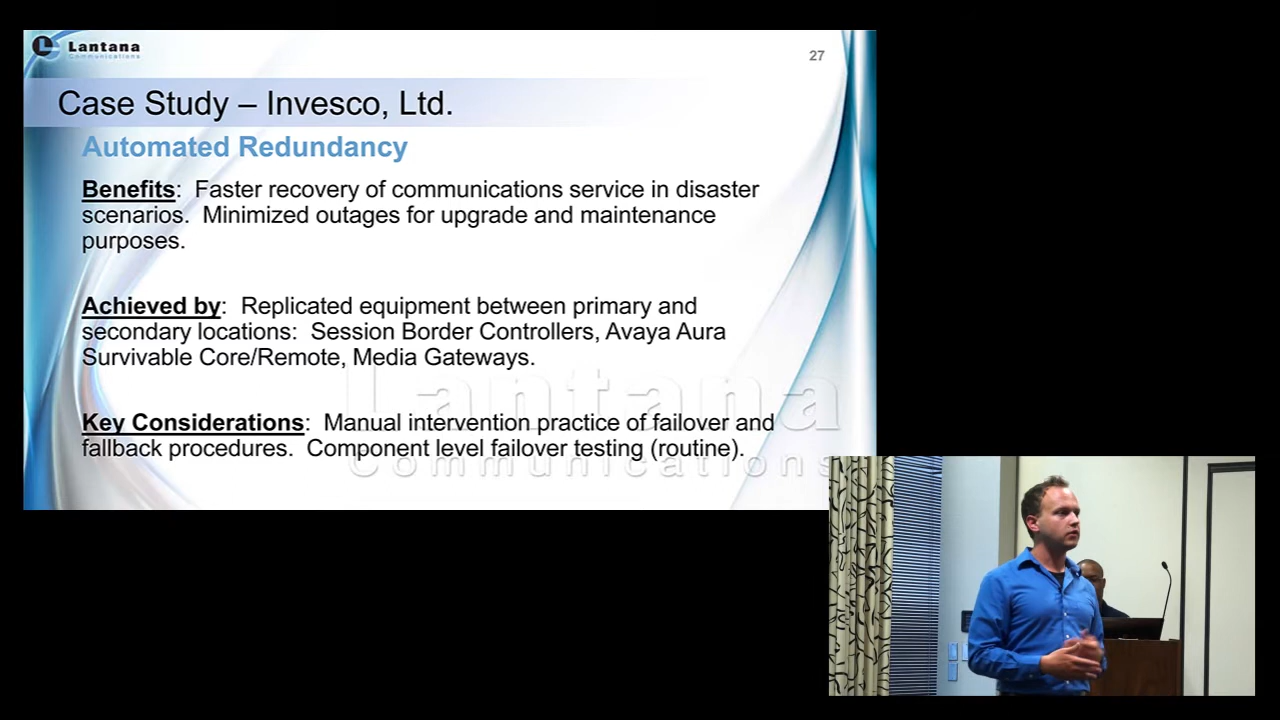 Lantana
Communications
27
Case Study – Invesco, Ltd.
Automated Redundancy
Benefits:  Faster recovery of communications service in disaster
scenarios.  Minimized outages for upgrade and maintenance
purposes.
Achieved by:  Replicated equipment between primary and
secondary locations:  Session Border Controllers, Avaya Aura
Survivable Core/Remote, Media Gateways.
Lantana
Key Considerations:  Manual intervention practice of failover and
fallback procedures.  Component level failover testing (routine).
Communications